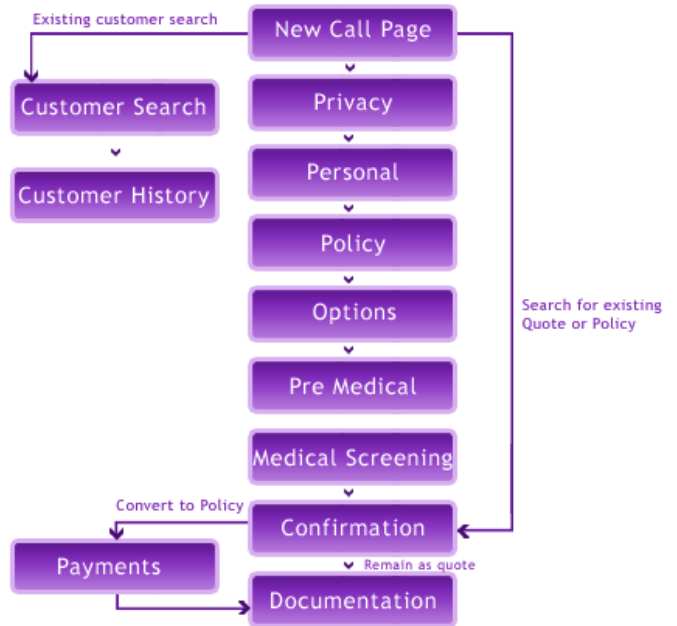 Existing customer search
New Call Page
Customer Search
Privacy
Customer History
Personal
Policy
Options
Search for existing
Quote or Policy
Pre Medical
Medical Screening
Convert to Policy
Confirmation
Payments
Remain as quote
Documentation